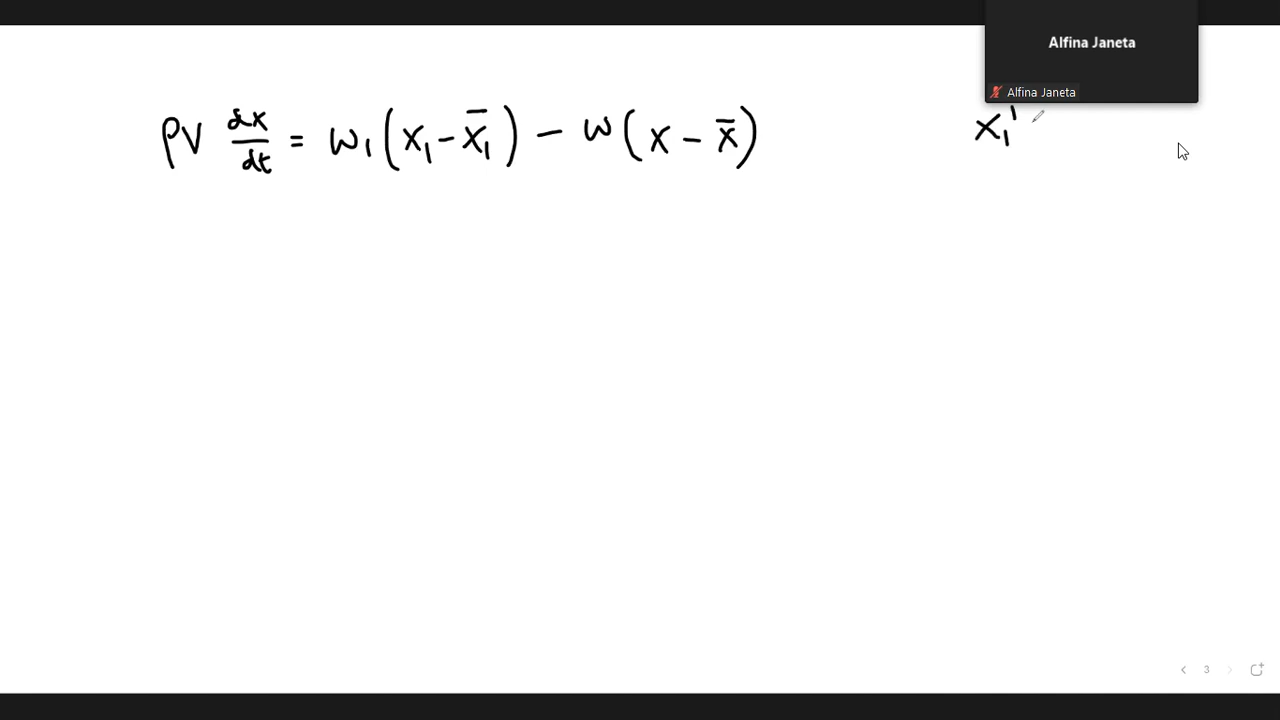 Alfina Janeta
Alfina Janeta
ρV dx/dt = w₁(x₁ - x̄₁) - w(x - x̄)
x₁'
3